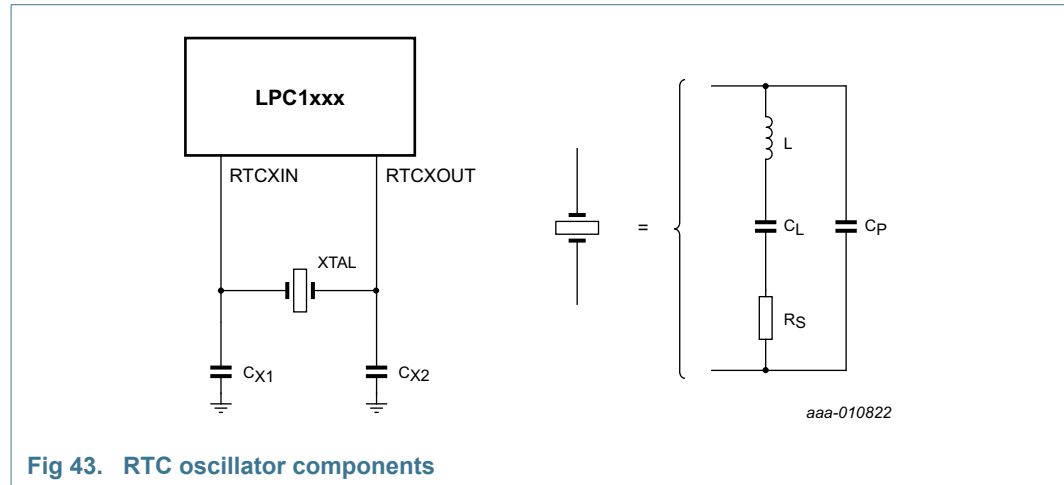 LPC1xxx
RTCXIN
RTCXOUT
XTAL
CX1
CX2
=
L
CL
CP
RS
aaa-010822
Fig 43. RTC oscillator components